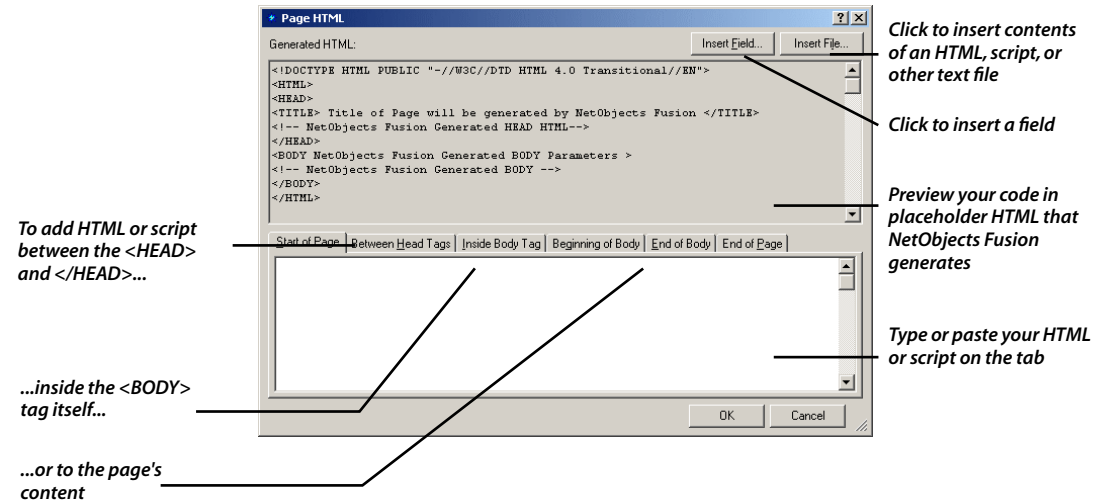 Page HTML
Generated HTML:
Insert Field...
Insert File...
<!DOCTYPE HTML PUBLIC "-//W3C//DTD HTML 4.0 Transitional//EN">
<HTML>
<HEAD>
<TITLE> Title of Page will be generated by NetObjects Fusion </TITLE>
<!-- NetObjects Fusion Generated HEAD HTML-->
</HEAD>
<BODY NetObjects Fusion Generated BODY Parameters >
<!-- NetObjects Fusion Generated BODY -->
</BODY>
</HTML>
Start of Page
Between Head Tags
Inside Body Tag
Beginning of Body
End of Body
End of Page
OK
Cancel
Click to insert contents
of an HTML, script, or
other text file
Click to insert a field
Preview your code in
placeholder HTML that
NetObjects Fusion
generates
Type or paste your HTML
or script on the tab
To add HTML or script
between the <HEAD>
and </HEAD>...
...inside the <BODY>
tag itself...
...or to the page's
content